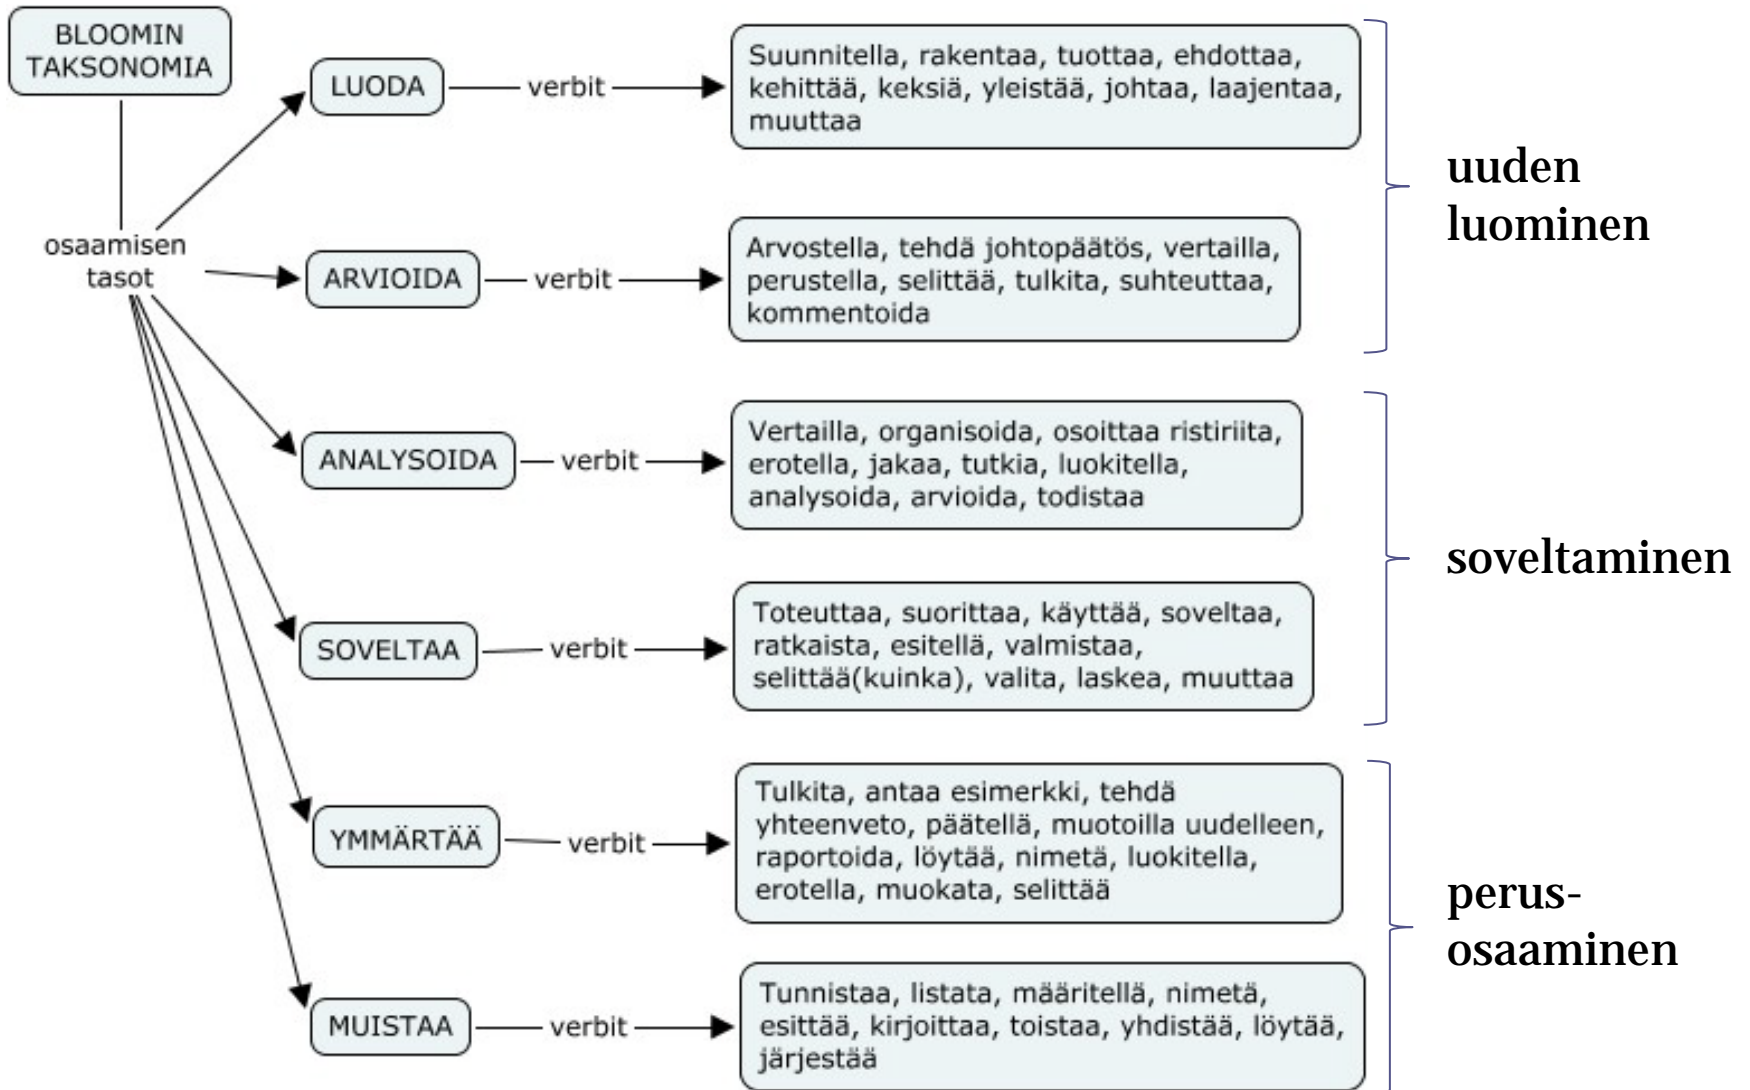 BLOOMIN
TAKSONOMIA
osaamisen
tasot
LUODA
verbit
Suunnitella, rakentaa, tuottaa, ehdottaa,
kehittää, keksiä, yleistää, johtaa, laajentaa,
muuttaa
ARVIOIDA
verbit
Arvostella, tehdä johtopäätös, vertailla,
perustella, selittää, tulkita, suhteuttaa,
kommentoida
uuden
luominen
ANALYSOIDA
verbit
Vertailla, organisoida, osoittaa ristiriita,
erotella, jakaa, tutkia, luokitella,
analysoida, arvioida, todistaa
SOVELTAA
verbit
Toteuttaa, suorittaa, käyttää, soveltaa,
ratkaista, esitellä, valmistaa,
selittää(kuinka), valita, laskea, muuttaa
soveltaminen
YMMÄRTÄÄ
verbit
Tulkita, antaa esimerkki, tehdä
yhteenveto, päätellä, muotoilla uudelleen,
raportoida, löytää, nimetä, luokitella,
erotella, muokata, selittää
MUISTAA
verbit
Tunnistaa, listata, määritellä, nimetä,
esittää, kirjoittaa, toistaa, yhdistää, löytää,
järjestää
perus-
osaaminen